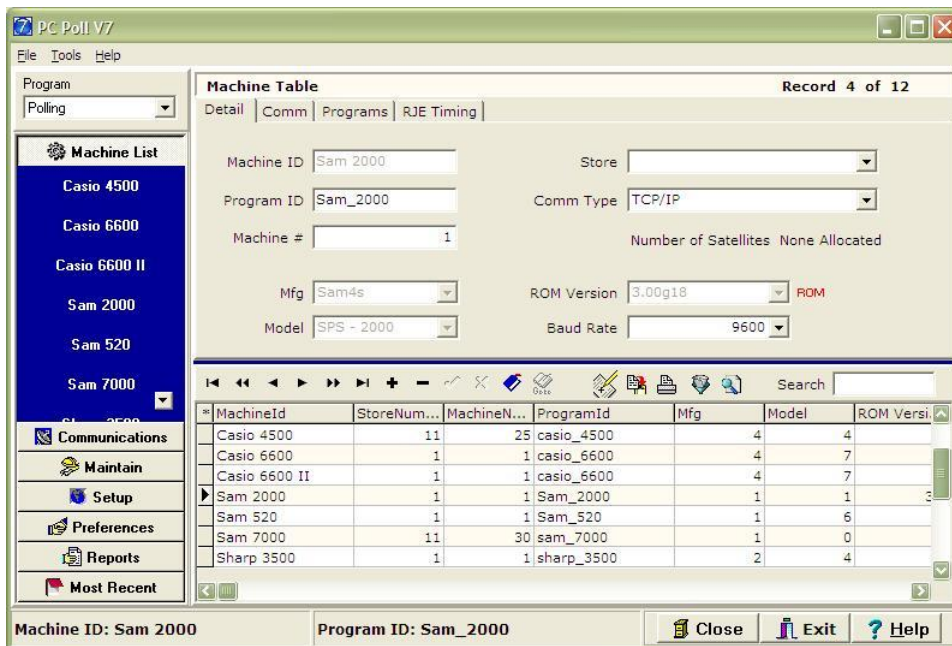 PC Poll V7
File Tools Help
Program
Polling
Machine List
Casio 4500
Casio 6600
Casio 6600 II
Sam 2000
Sam 520
Sam 7000
Communications
Maintain
Setup
Preferences
Reports
Most Recent
Machine Table Record 4 of 12
Detail Comm Programs RJE Timing
Machine ID Sam 2000 Store
Program ID Sam_2000 Comm Type TCP/IP
Machine # 1 Number of Satellites None Allocated
Mfg Sam4s ROM Version 3.00g18 ROM
Model SPS - 2000 Baud Rate 9600
Goto Search
* MachineId StoreNum... MachineN... ProgramId Mfg Model ROM Versi.
Casio 4500 11 25 casio_4500 4 4
Casio 6600 1 1 casio_6600 4 7
Casio 6600 II 1 1 casio_6600 4 7
Sam 2000 1 1 Sam_2000 1 1 3
Sam 520 1 1 Sam_520 1 6
Sam 7000 11 30 sam_7000 1 0
Sharp 3500 1 1 sharp_3500 2 4
Machine ID: Sam 2000 Program ID: Sam_2000 Close Exit ? Help